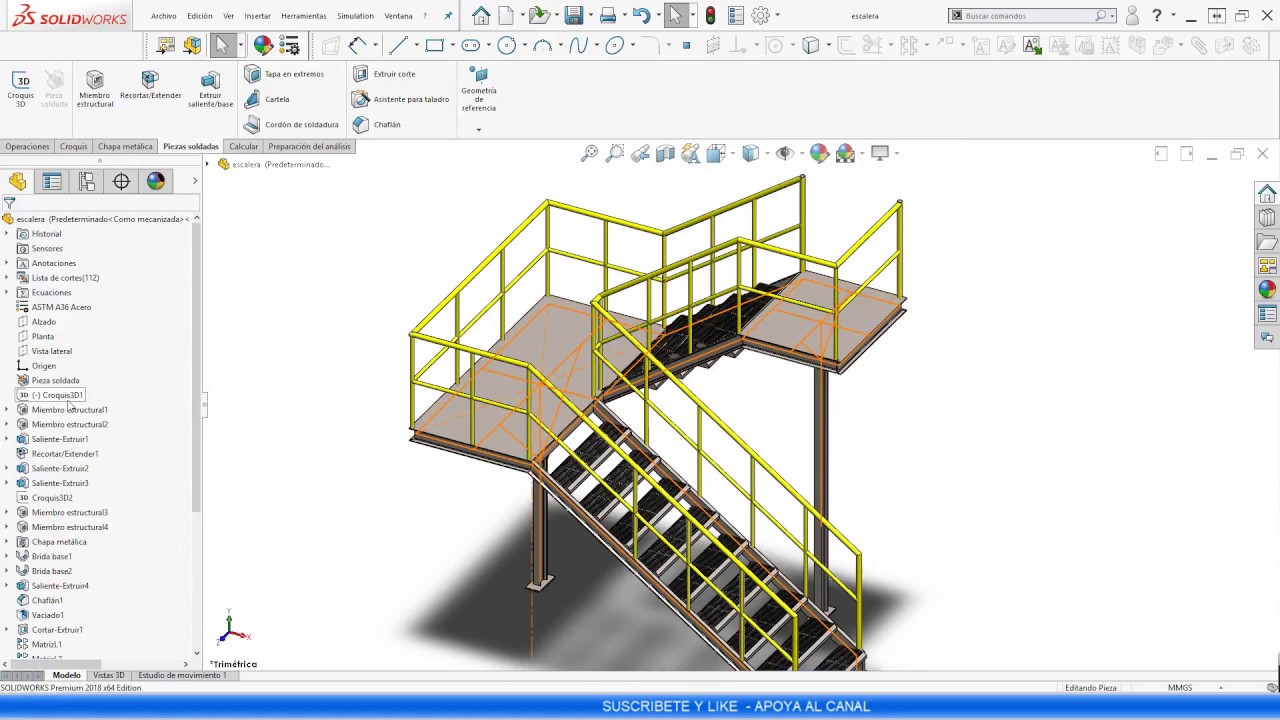 SOLIDWORKS
Archivo Edición Ver Insertar Herramientas Simulation Ventana ?
escalera
Buscar comandos
?
Croquis 3D
Pieza soldada
Miembro estructural
Recortar/Extender
Extruir saliente/base
Tapa en extremos
Cartela
Cordón de soldadura
Extruir corte
Asistente para taladro
Chaflán
Geometría de referencia
Operaciones Croquis Chapa metálica Piezas soldadas Calcular Preparación del análisis
escalera (Predeterminado...
escalera (Predeterminado<Como mecanizada><
Historial
Sensores
Anotaciones
Lista de cortes(112)
Ecuaciones
ASTM A36 Acero
Alzado
Planta
Vista lateral
Origen
Pieza soldada
3D (-) Croquis3D1
Miembro estructural1
Miembro estructural2
Saliente-Extruir1
Recortar/Extender1
Saliente-Extruir2
Saliente-Extruir3
3D Croquis3D2
Miembro estructural3
Miembro estructural4
Chapa metálica
Brida base1
Brida base2
Saliente-Extruir4
Chaflán1
Vaciado1
Cortar-Extruir1
MatrizL1
Y
X
Z
*Trimétrica
Modelo Vistas 3D Estudio de movimiento 1
SOLIDWORKS Premium 2018 x64 Edition
Editando Pieza MMGS
SUSCRIBETE Y LIKE - APOYA AL CANAL